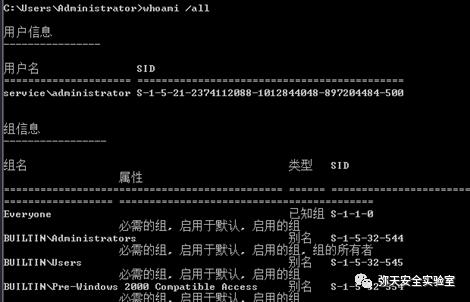 C:\Users\Administrator>whoami /all
用户信息
----------------
用户名 SID
===================== ============================================
service\administrator S-1-5-21-2374112088-1012844048-897204484-500
组信息
-----------------
组名 类型 SID
属性
Everyone 已知组 S-1-1-0
必需的组, 启用于默认, 启用的组
BUILTIN\Administrators 别名 S-1-5-32-544
必需的组, 启用于默认, 启用的组, 组的所有者
BUILTIN\Users 别名 S-1-5-32-545
必需的组, 启用于默认, 启用的组
BUILTIN\Pre-Windows 2000 Compatible Access 别名 S-1-5-32-554
必需的组, 启用于默认, 启用的组
弥天安全实验室